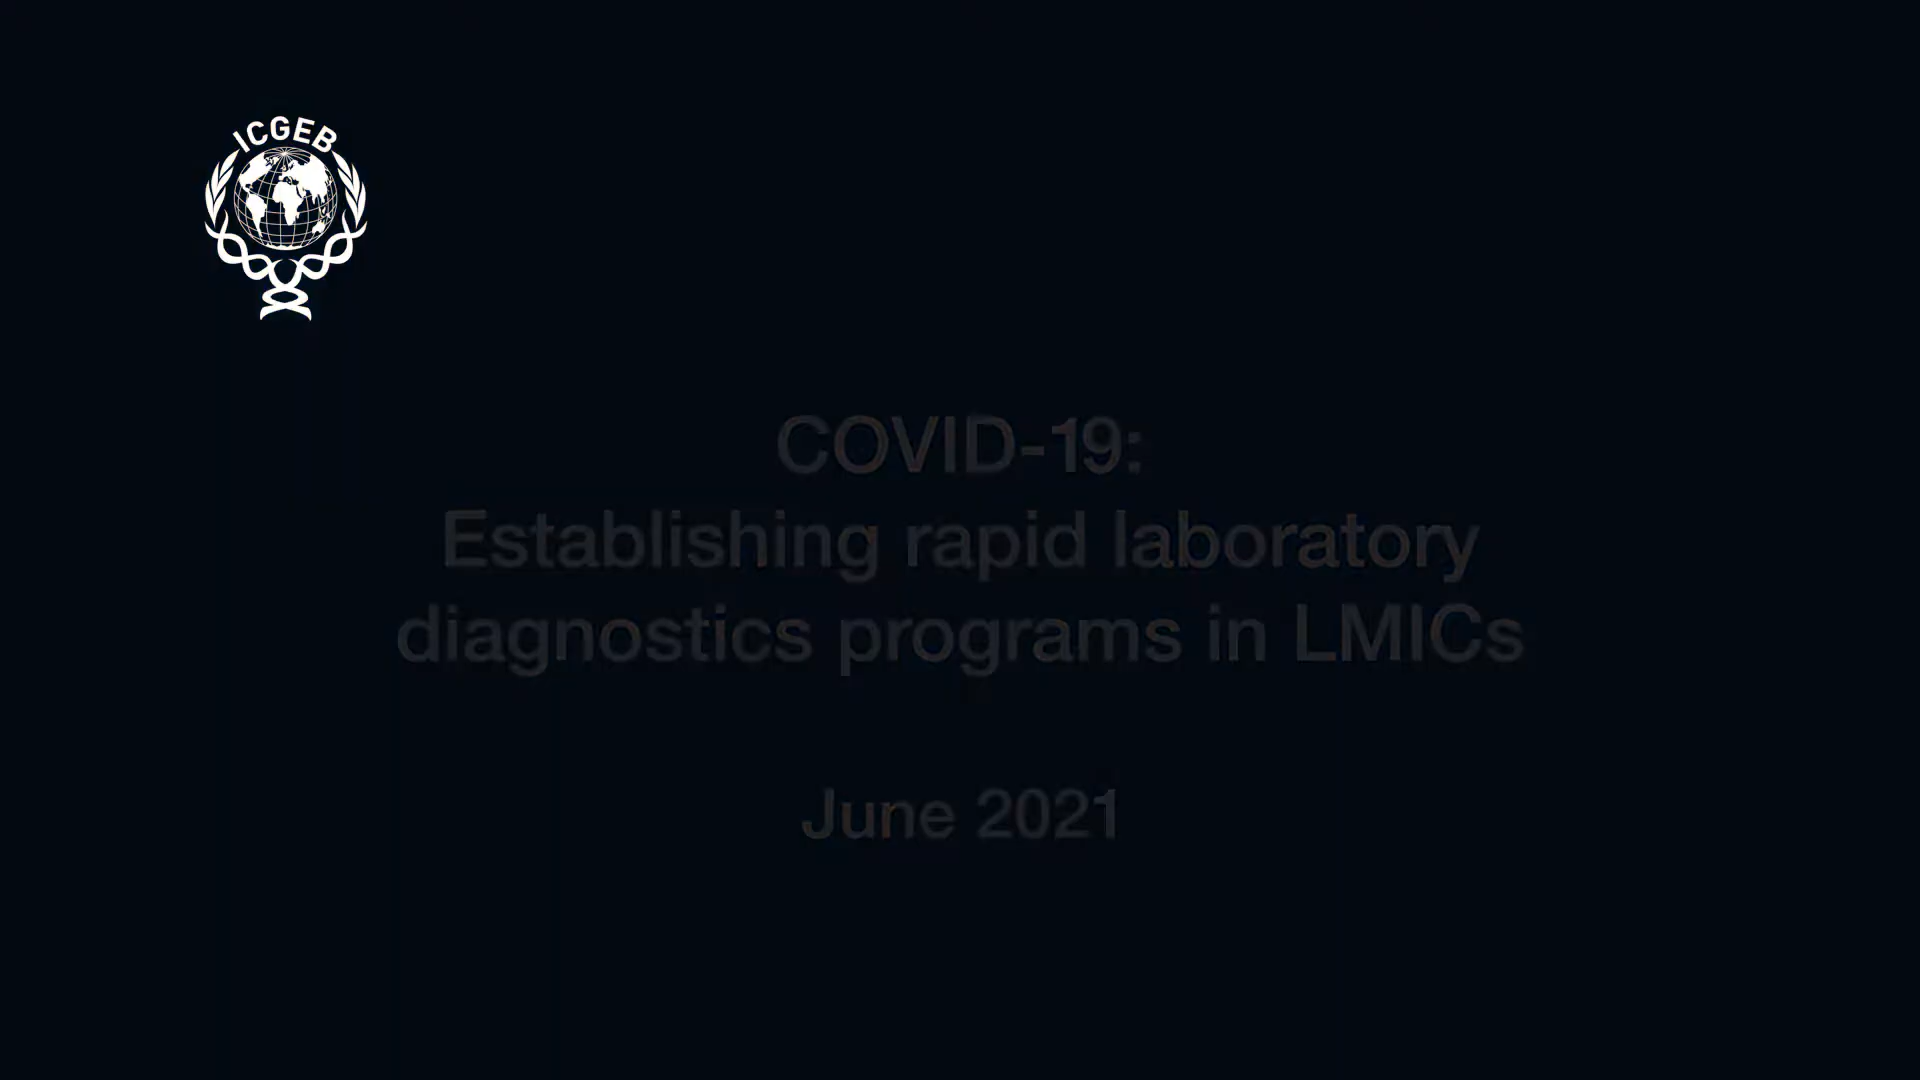 ICGEB
COVID-19:
Establishing rapid laboratory
diagnostics programs in LMICs
June 2021